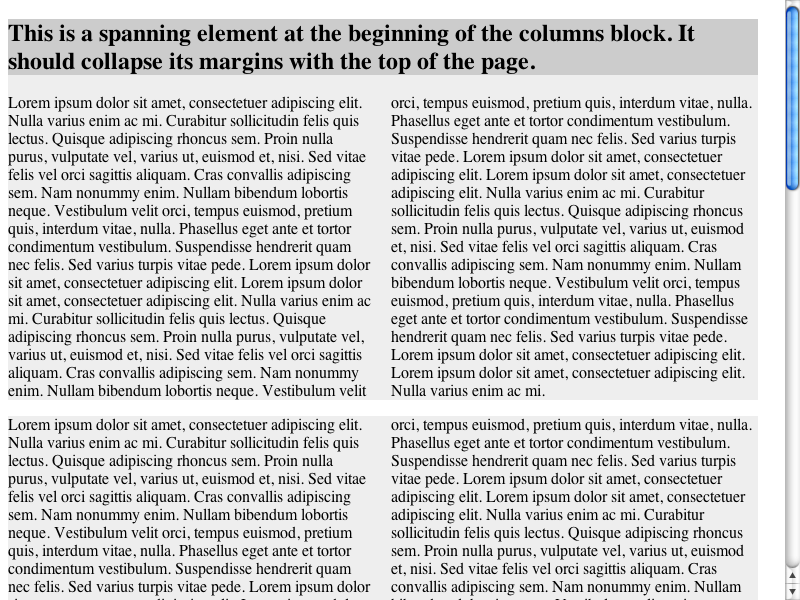 This is a spanning element at the beginning of the columns block. It
should collapse its margins with the top of the page.
Lorem ipsum dolor sit amet, consectetuer adipiscing elit.
Nulla varius enim ac mi. Curabitur sollicitudin felis quis
lectus. Quisque adipiscing rhoncus sem. Proin nulla
purus, vulputate vel, varius ut, euismod et, nisi. Sed vitae
felis vel orci sagittis aliquam. Cras convallis adipiscing
sem. Nam nonummy enim. Nullam bibendum lobortis
neque. Vestibulum velit orci, tempus euismod, pretium
quis, interdum vitae, nulla. Phasellus eget ante et tortor
condimentum vestibulum. Suspendisse hendrerit quam
nec felis. Sed varius turpis vitae pede. Lorem ipsum dolor
sit amet, consectetuer adipiscing elit. Lorem ipsum dolor
sit amet, consectetuer adipiscing elit. Nulla varius enim ac
mi. Curabitur sollicitudin felis quis lectus. Quisque
adipiscing rhoncus sem. Proin nulla purus, vulputate vel,
varius ut, euismod et, nisi. Sed vitae felis vel orci sagittis
aliquam. Cras convallis adipiscing sem. Nam nonummy
enim. Nullam bibendum lobortis neque. Vestibulum velit
orci, tempus euismod, pretium quis, interdum vitae, nulla.
Phasellus eget ante et tortor condimentum vestibulum.
Suspendisse hendrerit quam nec felis. Sed varius turpis
vitae pede. Lorem ipsum dolor sit amet, consectetuer
adipiscing elit. Lorem ipsum dolor sit amet, consectetuer
adipiscing elit. Nulla varius enim ac mi. Curabitur
sollicitudin felis quis lectus. Quisque adipiscing rhoncus
sem. Proin nulla purus, vulputate vel, varius ut, euismod
et, nisi. Sed vitae felis vel orci sagittis aliquam. Cras
convallis adipiscing sem. Nam nonummy enim. Nullam
bibendum lobortis neque. Vestibulum velit orci, tempus
euismod, pretium quis, interdum vitae, nulla. Phasellus
eget ante et tortor condimentum vestibulum. Suspendisse
hendrerit quam nec felis. Sed varius turpis vitae pede.
Lorem ipsum dolor sit amet, consectetuer adipiscing elit.
Lorem ipsum dolor sit amet, consectetuer adipiscing elit.
Nulla varius enim ac mi.
Lorem ipsum dolor sit amet, consectetuer adipiscing elit.
Nulla varius enim ac mi. Curabitur sollicitudin felis quis
lectus. Quisque adipiscing rhoncus sem. Proin nulla
purus, vulputate vel, varius ut, euismod et, nisi. Sed vitae
felis vel orci sagittis aliquam. Cras convallis adipiscing
sem. Nam nonummy enim. Nullam bibendum lobortis
neque. Vestibulum velit orci, tempus euismod, pretium
quis, interdum vitae, nulla. Phasellus eget ante et tortor
condimentum vestibulum. Suspendisse hendrerit quam
nec felis. Sed varius turpis vitae pede. Lorem ipsum dolor
orci, tempus euismod, pretium quis, interdum vitae, nulla.
Phasellus eget ante et tortor condimentum vestibulum.
Suspendisse hendrerit quam nec felis. Sed varius turpis
vitae pede. Lorem ipsum dolor sit amet, consectetuer
adipiscing elit. Lorem ipsum dolor sit amet, consectetuer
adipiscing elit. Nulla varius enim ac mi. Curabitur
sollicitudin felis quis lectus. Quisque adipiscing rhoncus
sem. Proin nulla purus, vulputate vel, varius ut, euismod
et, nisi. Sed vitae felis vel orci sagittis aliquam. Cras
convallis adipiscing sem. Nam nonummy enim. Nullam